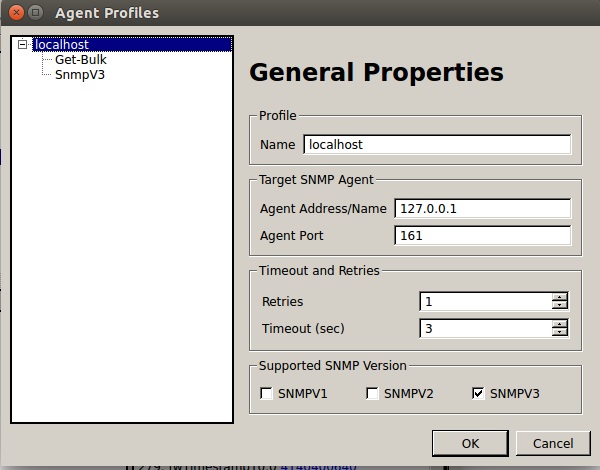 Agent Profiles
localhost
Get-Bulk
SnmpV3
General Properties
Profile
Name localhost
Target SNMP Agent
Agent Address/Name 127.0.0.1
Agent Port 161
Timeout and Retries
Retries 1
Timeout (sec) 3
Supported SNMP Version
SNMPV1 SNMPV2 SNMPV3
OK Cancel